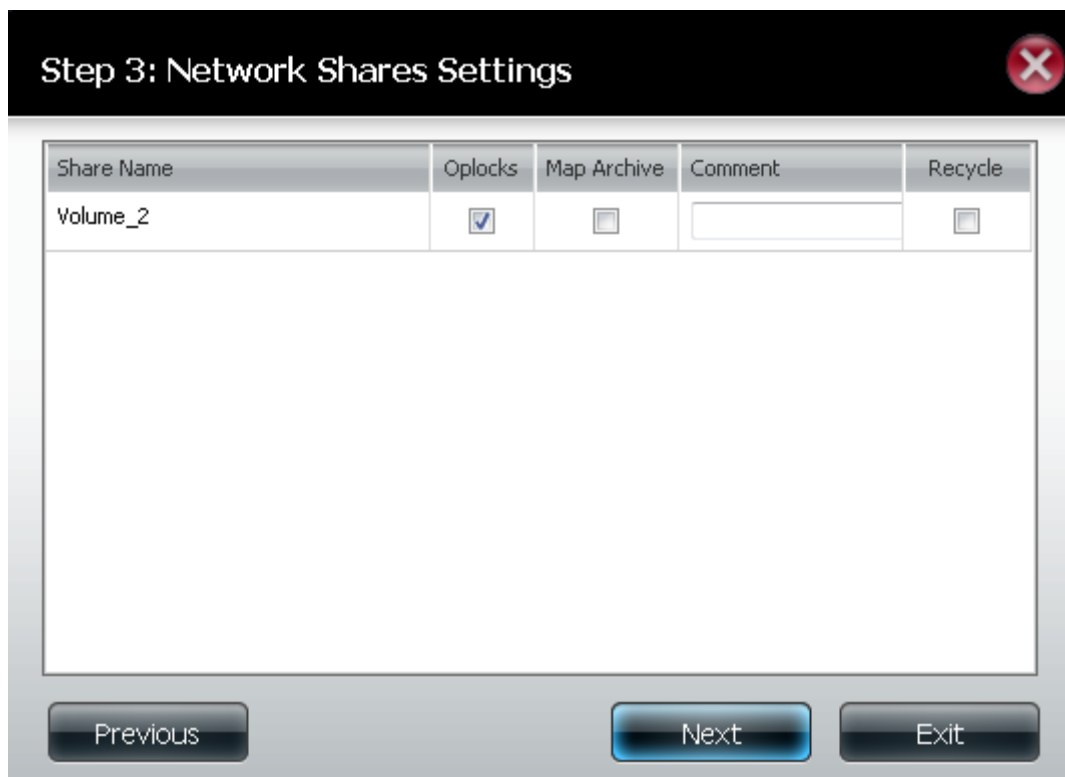 Step 3: Network Shares Settings
Share Name Oplocks Map Archive Comment Recycle
Volume_2
Previous Next Exit